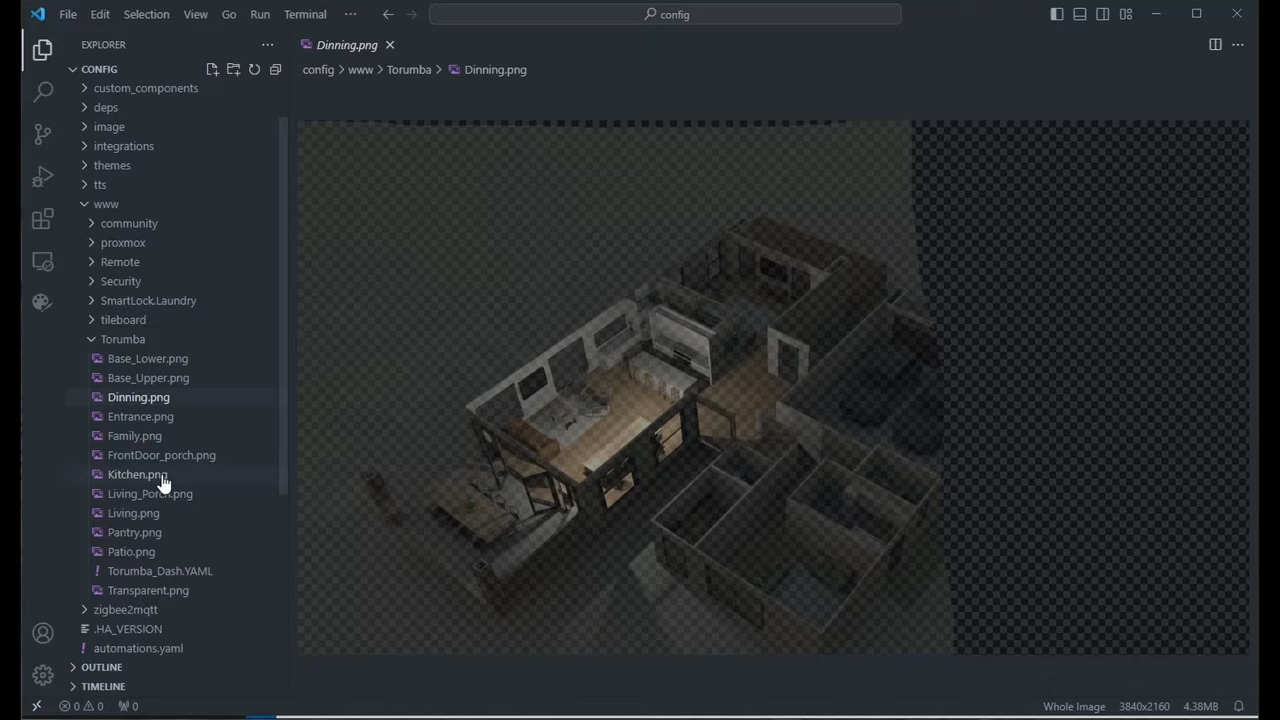 File Edit Selection View Go Run Terminal ··· config
EXPLORER ···
Dinning.png
CONFIG
config > www > Torumba > Dinning.png
custom_components
deps
image
integrations
themes
tts
www
community
proxmox
Remote
Security
SmartLock.Laundry
tileboard
Torumba
Base_Lower.png
Base_Upper.png
Dinning.png
Entrance.png
Family.png
FrontDoor_porch.png
Kitchen.png
Living_Porch.png
Living.png
Pantry.png
Patio.png
! Torumba_Dash.YAML
Transparent.png
zigbee2mqtt
.HA_VERSION
! automations.yaml
OUTLINE
TIMELINE
0 0 0 Whole Image 3840x2160 4.38MB